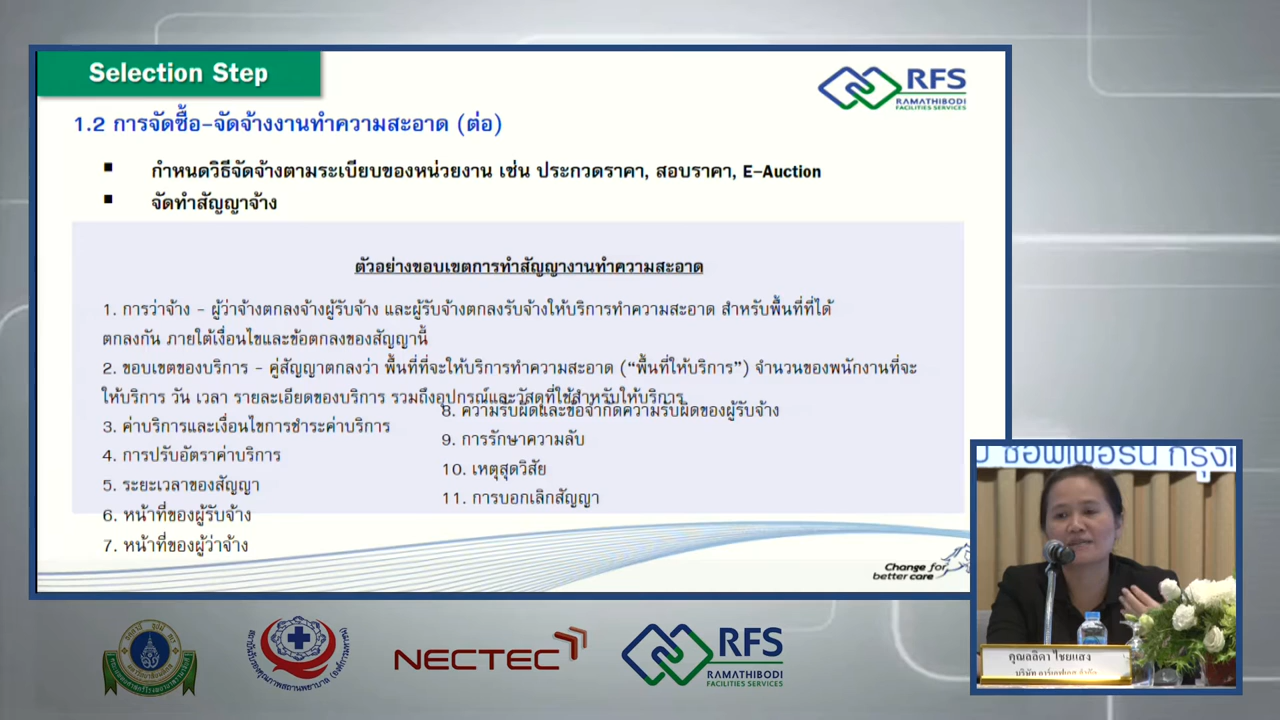 Selection Step
RFS
RAMATHIBODI
FACILITIES SERVICES
1.2 การจัดซื้อ-จัดจ้างงานทำความสะอาด (ต่อ)
กำหนดวิธีจัดจ้างตามระเบียบของหน่วยงาน เช่น ประกวดราคา, สอบราคา, E-Auction
จัดทำสัญญาจ้าง
ตัวอย่างขอบเขตการทำสัญญางานทำความสะอาด
1. การว่าจ้าง - ผู้ว่าจ้างตกลงจ้างผู้รับจ้าง และผู้รับจ้างตกลงรับจ้างให้บริการทำความสะอาด สำหรับพื้นที่ที่ได้
ตกลงกัน ภายใต้เงื่อนไขและข้อตกลงของสัญญานี้
2. ขอบเขตของบริการ - คู่สัญญาตกลงว่า พื้นที่ที่จะให้บริการทำความสะอาด ("พื้นที่ให้บริการ") จำนวนของพนักงานที่จะ
ให้บริการ วัน เวลา รายละเอียดของบริการ รวมถึงอุปกรณ์และวัสดุที่ใช้สำหรับให้บริการ
3. ค่าบริการและเงื่อนไขการชำระค่าบริการ
4. การปรับอัตราค่าบริการ
5. ระยะเวลาของสัญญา
6. หน้าที่ของผู้รับจ้าง
7. หน้าที่ของผู้ว่าจ้าง
8. ความรับผิดและข้อจำกัดความรับผิดของผู้รับจ้าง
9. การรักษาความลับ
10. เหตุสุดวิสัย
11. การบอกเลิกสัญญา
Change for
better care
คุณลลิดา ไชยแสง
NECTEC
RFS
RAMATHIBODI
FACILITIES SERVICES